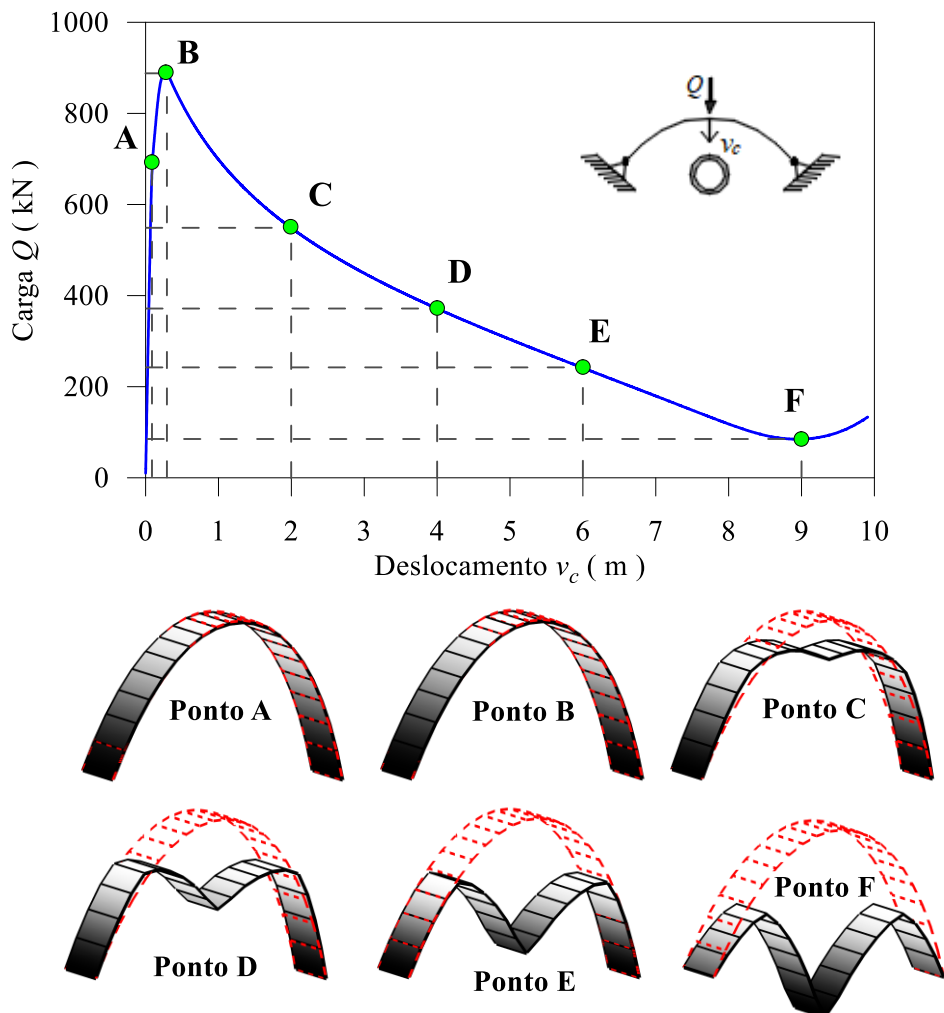 1000
B
Q
800
A
v_c
600
C
Carga Q ( kN )
400
D
E
200
F
0
0 1 2 3 4 5 6 7 8 9 10
Deslocamento v_c ( m )
Ponto A
Ponto B
Ponto C
Ponto D
Ponto E
Ponto F